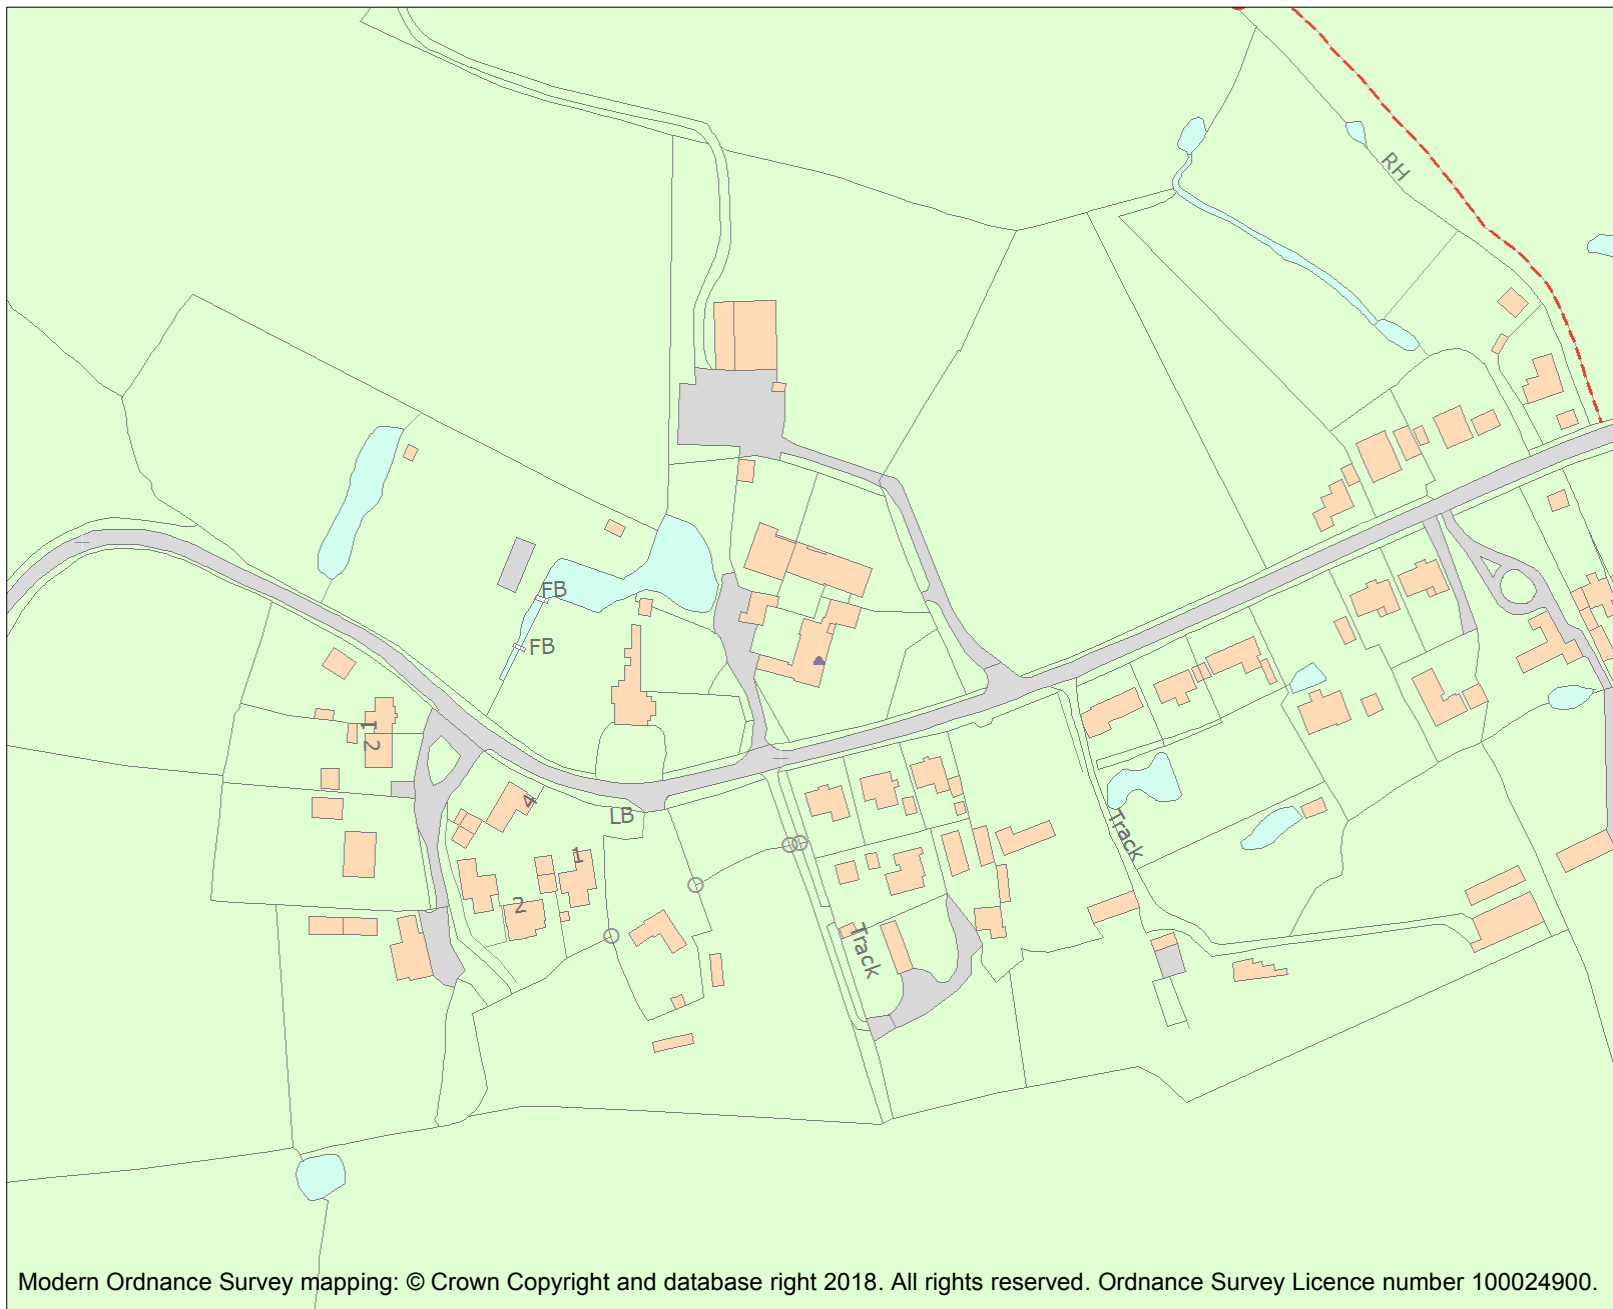 RH
FB
FB
1
2
4
LB
1
2
Track
Track
Modern Ordnance Survey mapping: © Crown Copyright and database right 2018. All rights reserved. Ordnance Survey Licence number 100024900.